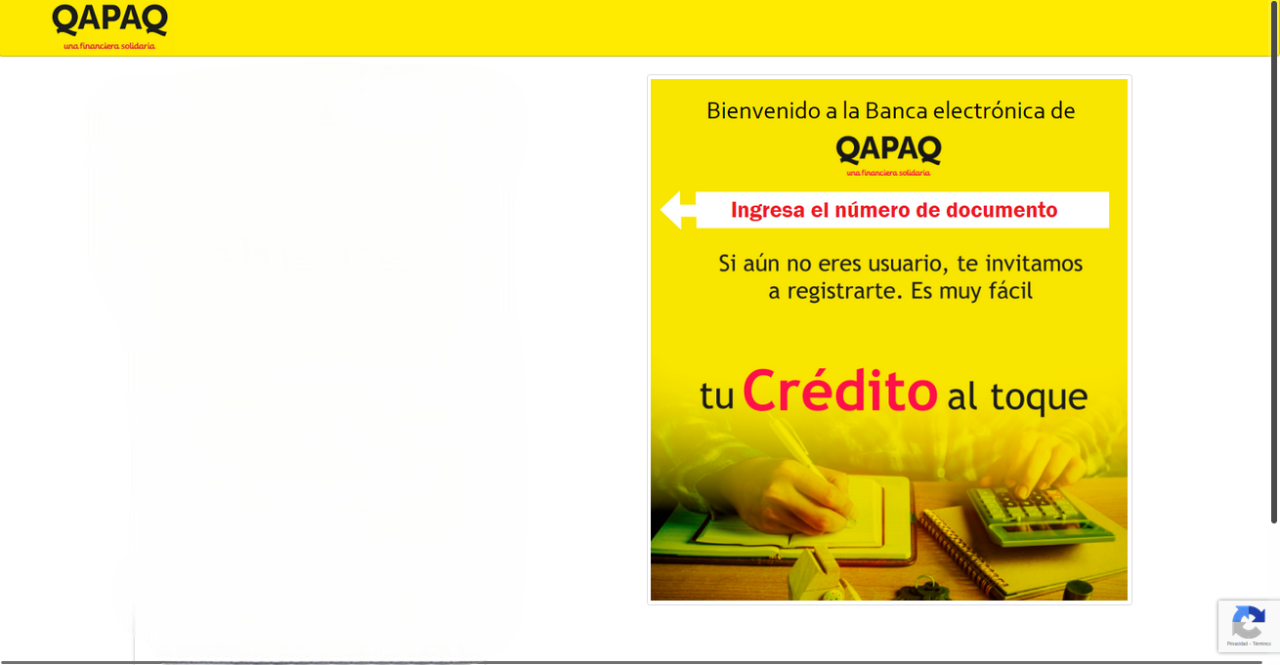 QAPAQ
una financiera solidaria
Bienvenido a la Banca electrónica de
QAPAQ
una financiera solidaria
Ingresa el número de documento
Si aún no eres usuario, te invitamos
a registrarte. Es muy fácil
tu Crédito al toque
Privacidad - Términos